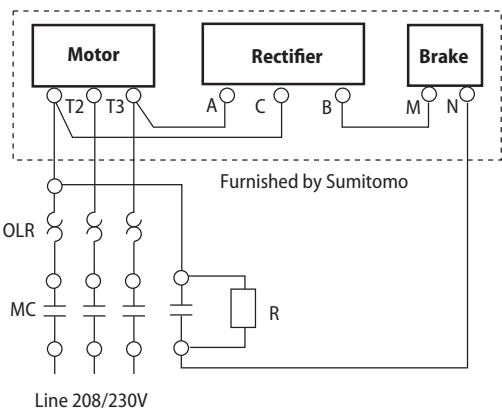 Motor Rectifier Brake
T2 T3 A C B M N
Furnished by Sumitomo
OLR
MC R
Line 208/230V